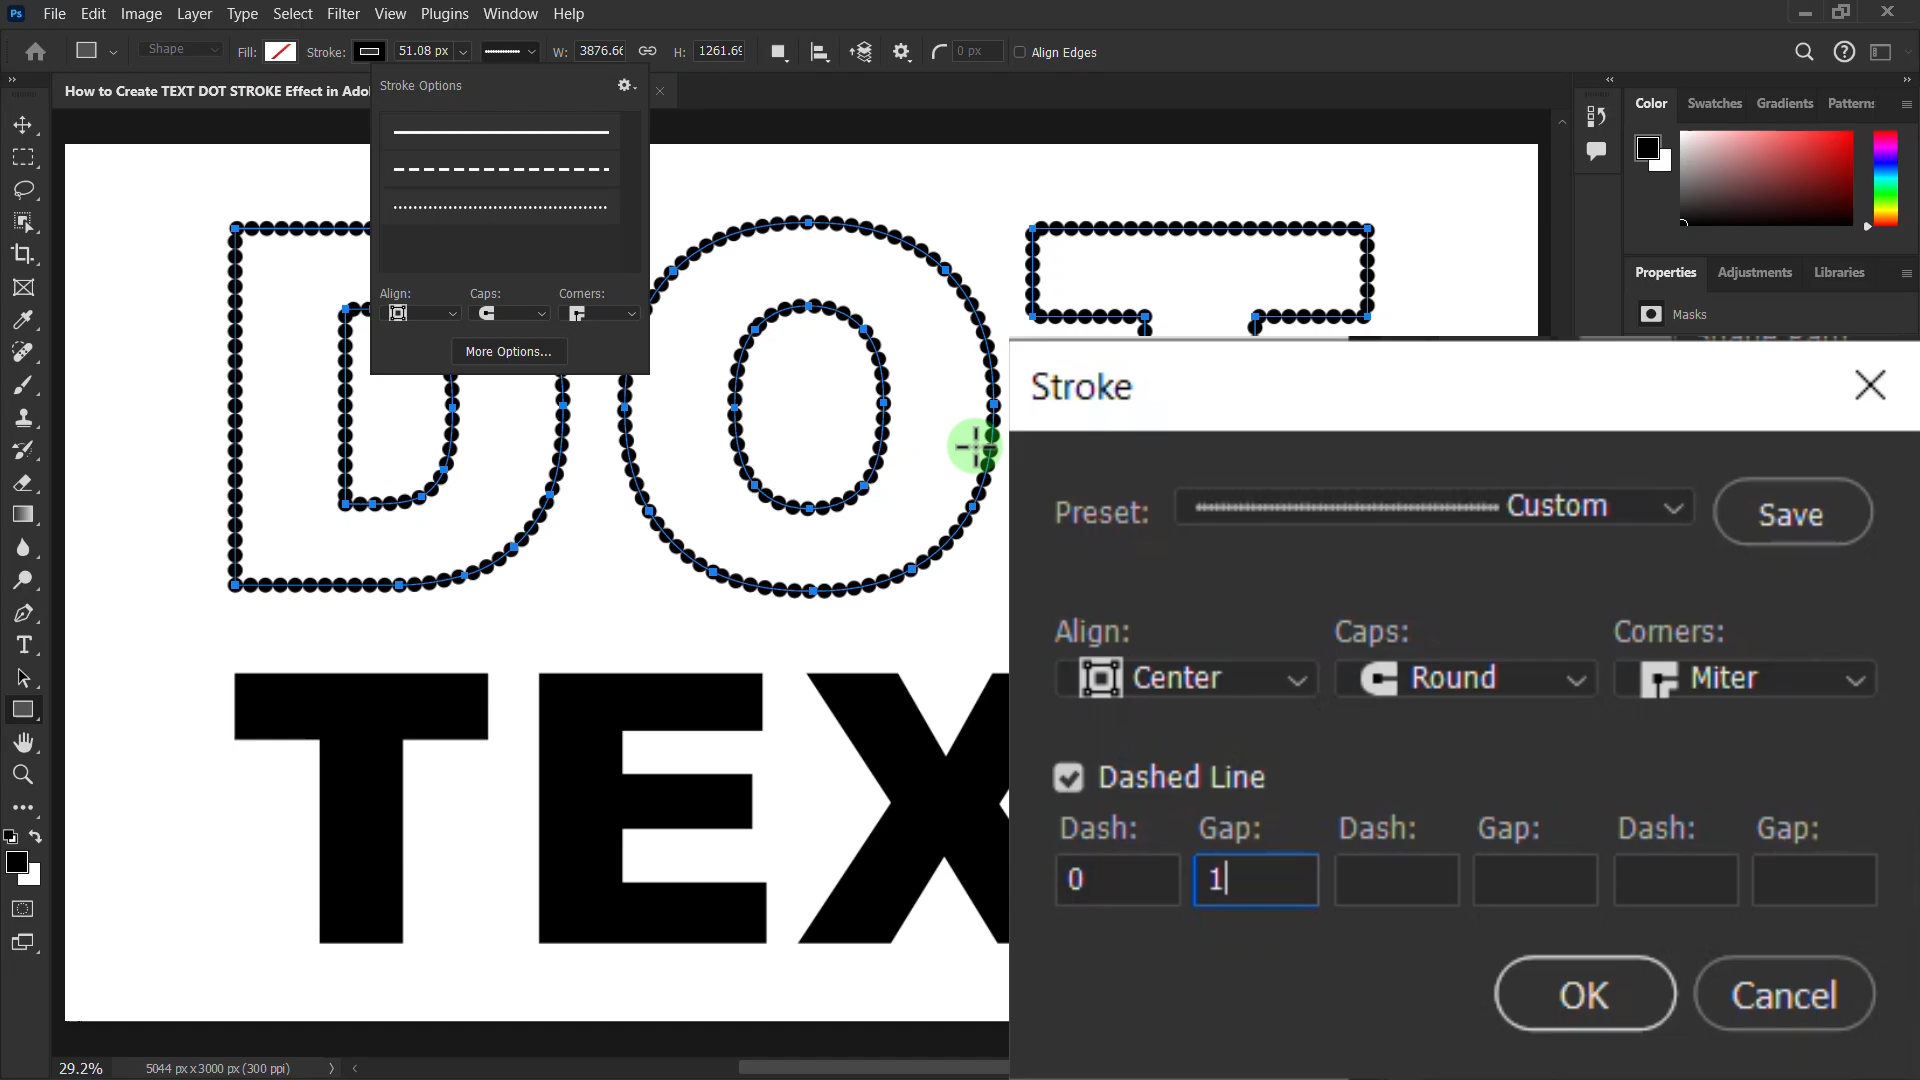 Ps File Edit Image Layer Type Select Filter View Plugins Window Help
Shape Fill: Stroke: 51.08 px W: 3876.66 H: 1261.69 0 px Align Edges
How to Create TEXT DOT STROKE Effect in Adob
Stroke Options
Align: Caps: Corners:
More Options...
Color Swatches Gradients Patterns
Properties Adjustments Libraries
Masks
DOT
TEX
Stroke
Preset: Custom Save
Align: Caps: Corners:
Center Round Miter
Dashed Line
Dash: Gap: Dash: Gap: Dash: Gap:
0 1
OK Cancel
29.2% 5044 px x 3000 px (300 ppi)